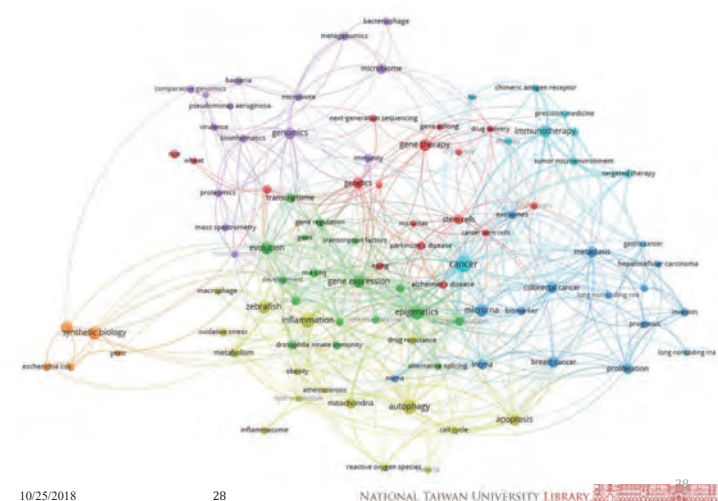 bacteriophage
metagenomics
microbiome
bacteria
comparative genomics
chimeric antigen receptor
microbiota
pseudomonas aeruginosa
precision medicine
next-generation sequencing
virulence
gene editing
drug delivery
immunotherapy
bioinformatics
genomics
gene therapy
rice
wheat
immunity
tumor microenvironment
targeted therapy
genetics
proteomics
transcriptome
exosomes
gene regulation
stem cells
mass spectrometry
transcription factors
cancer stem cells
evolution
parkinson's disease
metastasis
gastric cancer
rna-seq
aging
cancer
hepatocellular carcinoma
development
gene expression
alzheimer disease
colorectal cancer
macrophage
long noncoding rna
zebrafish
epigenetics
microrna
biomarker
invasion
inflammation
synthetic biology
oxidative stress
prognosis
drosophila
innate immunity
drug resistance
yeast
metabolism
long noncoding rna
escherichia coli
obesity
alternative splicing
lncrna
breast cancer
proliferation
mirna
atherosclerosis
lipid metabolism
mitochondria
autophagy
apoptosis
inflammasome
cell cycle
reactive oxygen species
10/25/2018
28
NATIONAL TAIWAN UNIVERSITY LIBRARY
28